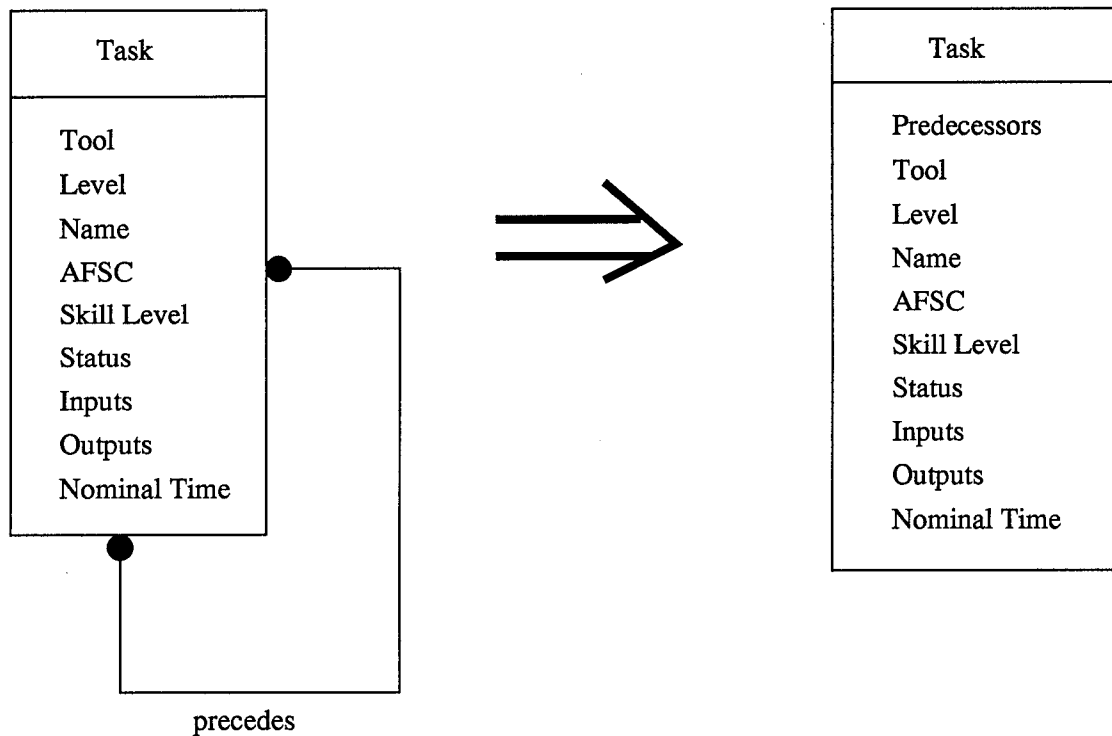 Task
Tool
Level
Name
AFSC
Skill Level
Status
Inputs
Outputs
Nominal Time
precedes
Task
Predecessors
Tool
Level
Name
AFSC
Skill Level
Status
Inputs
Outputs
Nominal Time